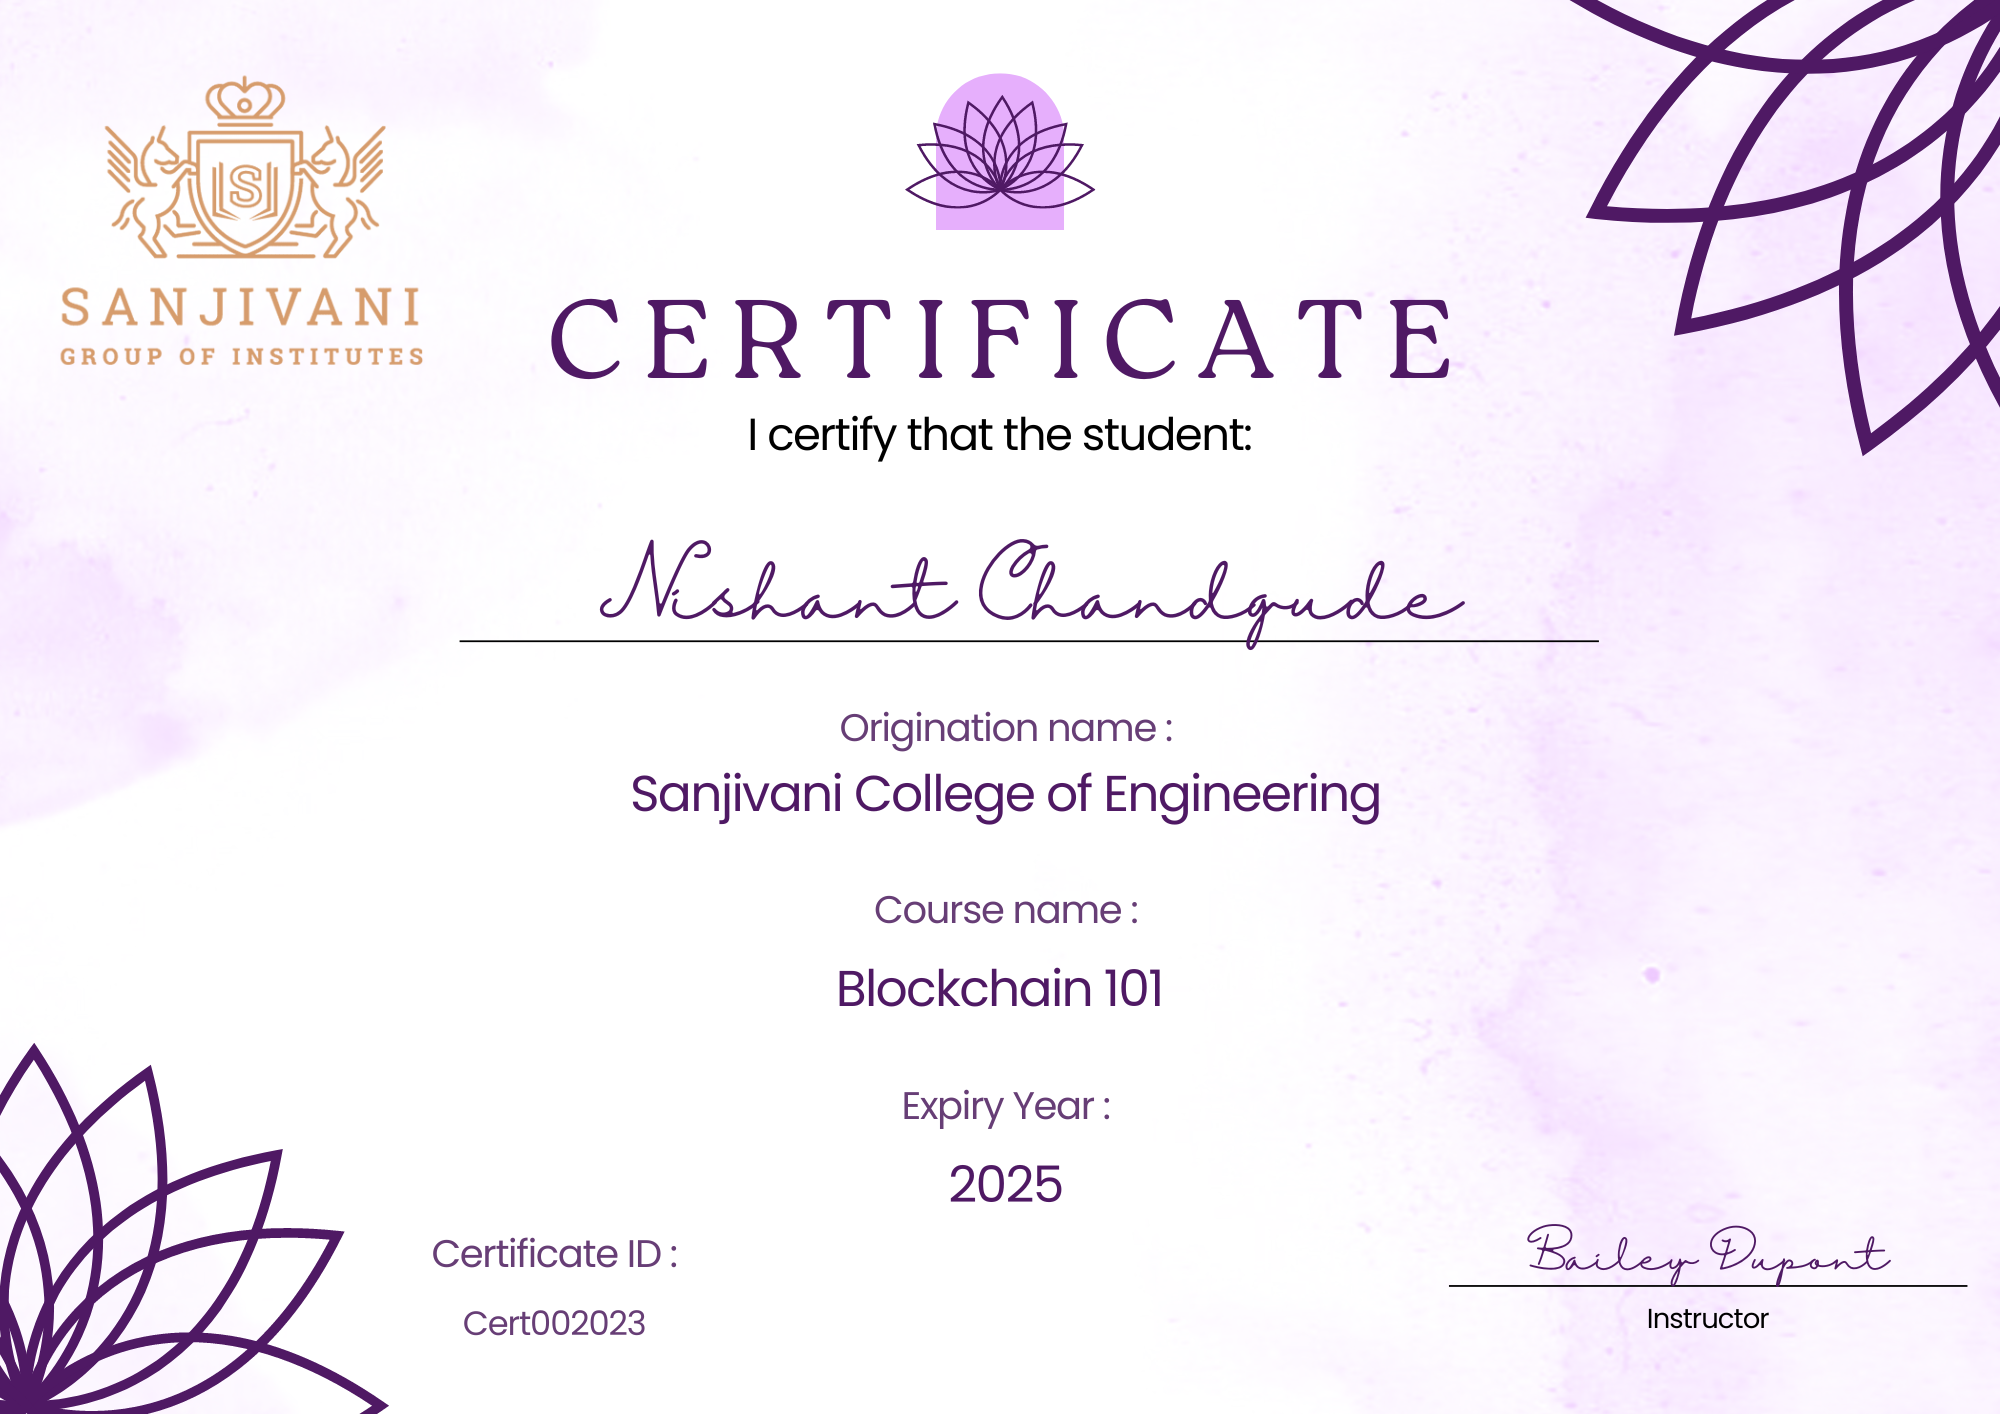 S
SANJIVANI
GROUP OF INSTITUTES
CERTIFICATE
I certify that the student:
Nishant Chandgude
Origination name :
Sanjivani College of Engineering
Course name :
Blockchain 101
Expiry Year :
2025
Certificate ID :
Cert002023
Bailey Dupont
Instructor